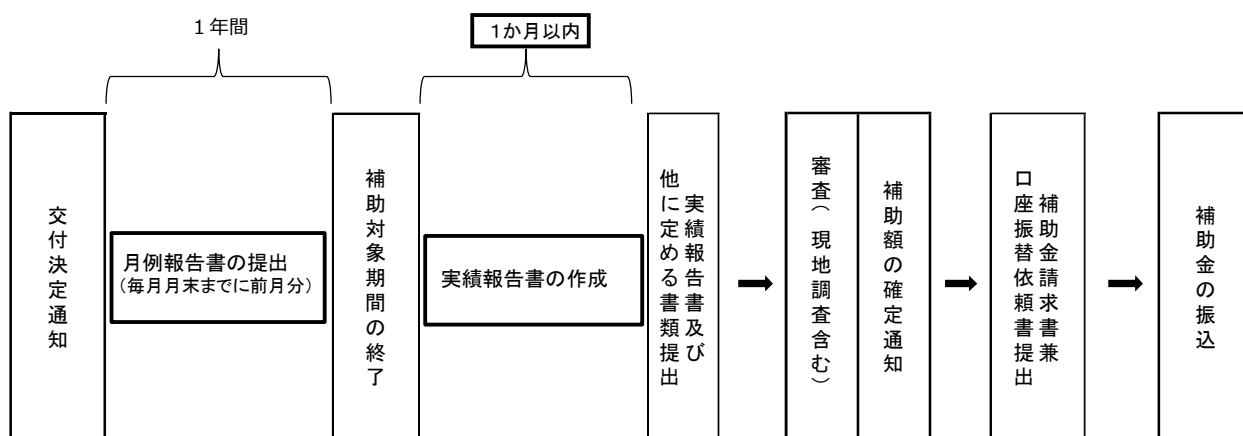 1年間
1か月以内
交付決定通知
月例報告書の提出
(毎月月末までに前月分)
補助対象期間の終了
実績報告書の作成
実績報告書及び
他に定める書類提出
審査(現地調査含む)
補助額の確定通知
補助金請求書兼
口座振替依頼書提出
補助金の振込